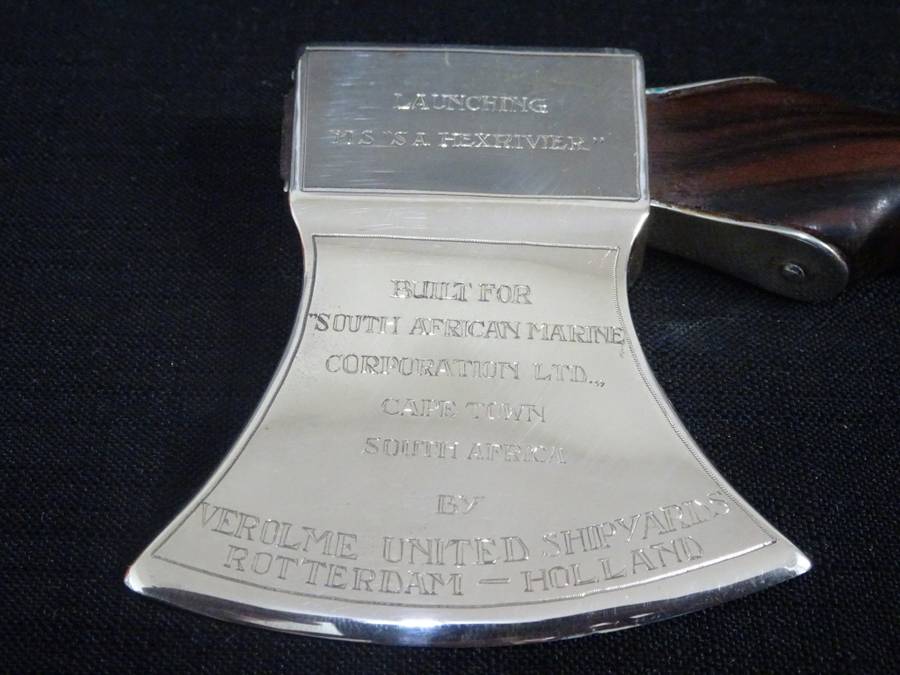 LAUNCHING
"M.S. "S.A. HEXRIVIER"
BUILT FOR
"SOUTH AFRICAN MARINE
CORPORATION LTD.,"
CAPE TOWN
SOUTH AFRICA
BY
VEROLME UNITED SHIPYARDS
ROTTERDAM — HOLLAND